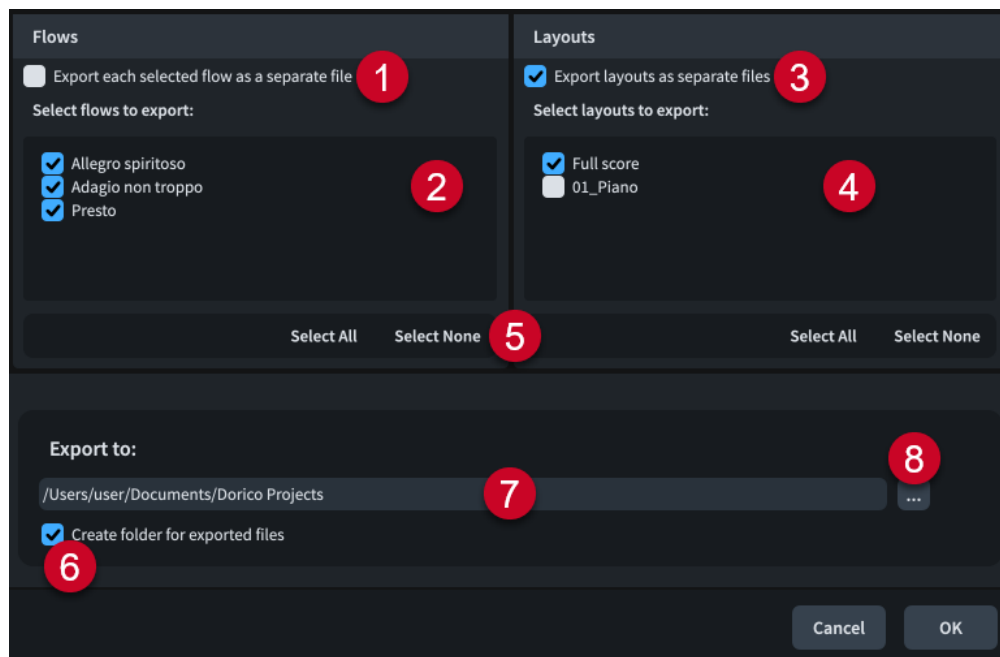 Flows
Export each selected flow as a separate file 1
Select flows to export:
Allegro spiritoso
Adagio non troppo 2
Presto
Select All Select None 5
Layouts
Export layouts as separate files 3
Select layouts to export:
Full score
01_Piano 4
Select All Select None
Export to:
8
/Users/user/Documents/Dorico Projects 7 ...
Create folder for exported files
6
Cancel OK